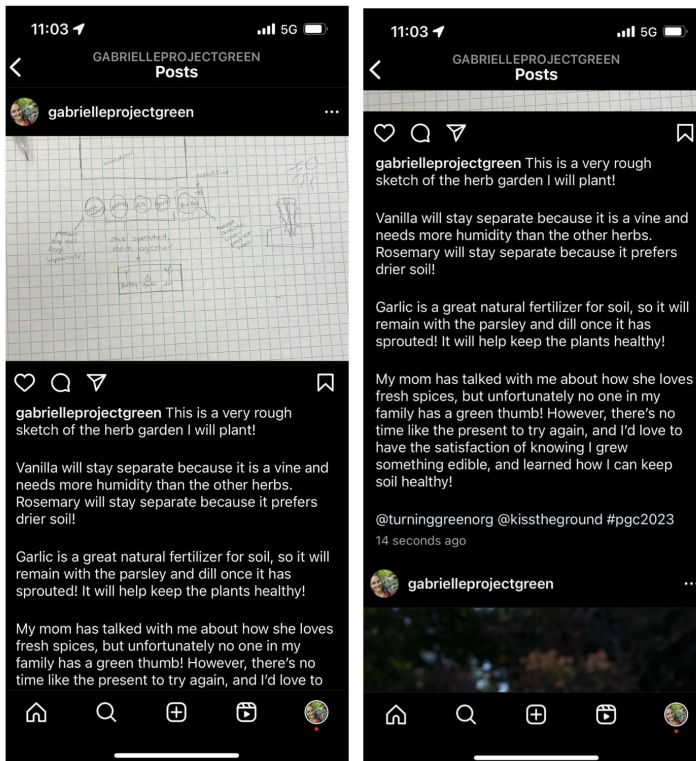 11:03
5G
GABRIELLEPROJECTGREEN
Posts
gabrielleprojectgreen
window
once sprouted,
move together
parsley
dill
gabrielleprojectgreen This is a very rough
sketch of the herb garden I will plant!
Vanilla will stay separate because it is a vine and
needs more humidity than the other herbs.
Rosemary will stay separate because it prefers
drier soil!
Garlic is a great natural fertilizer for soil, so it will
remain with the parsley and dill once it has
sprouted! It will help keep the plants healthy!
My mom has talked with me about how she loves
fresh spices, but unfortunately no one in my
family has a green thumb! However, there's no
time like the present to try again, and I'd love to
11:03
5G
GABRIELLEPROJECTGREEN
Posts
gabrielleprojectgreen This is a very rough
sketch of the herb garden I will plant!
Vanilla will stay separate because it is a vine and
needs more humidity than the other herbs.
Rosemary will stay separate because it prefers
drier soil!
Garlic is a great natural fertilizer for soil, so it will
remain with the parsley and dill once it has
sprouted! It will help keep the plants healthy!
My mom has talked with me about how she loves
fresh spices, but unfortunately no one in my
family has a green thumb! However, there's no
time like the present to try again, and I'd love to
have the satisfaction of knowing I grew
something edible, and learned how I can keep
soil healthy!
@turninggreenorg @kisstheground #pgc2023
14 seconds ago
gabrielleprojectgreen